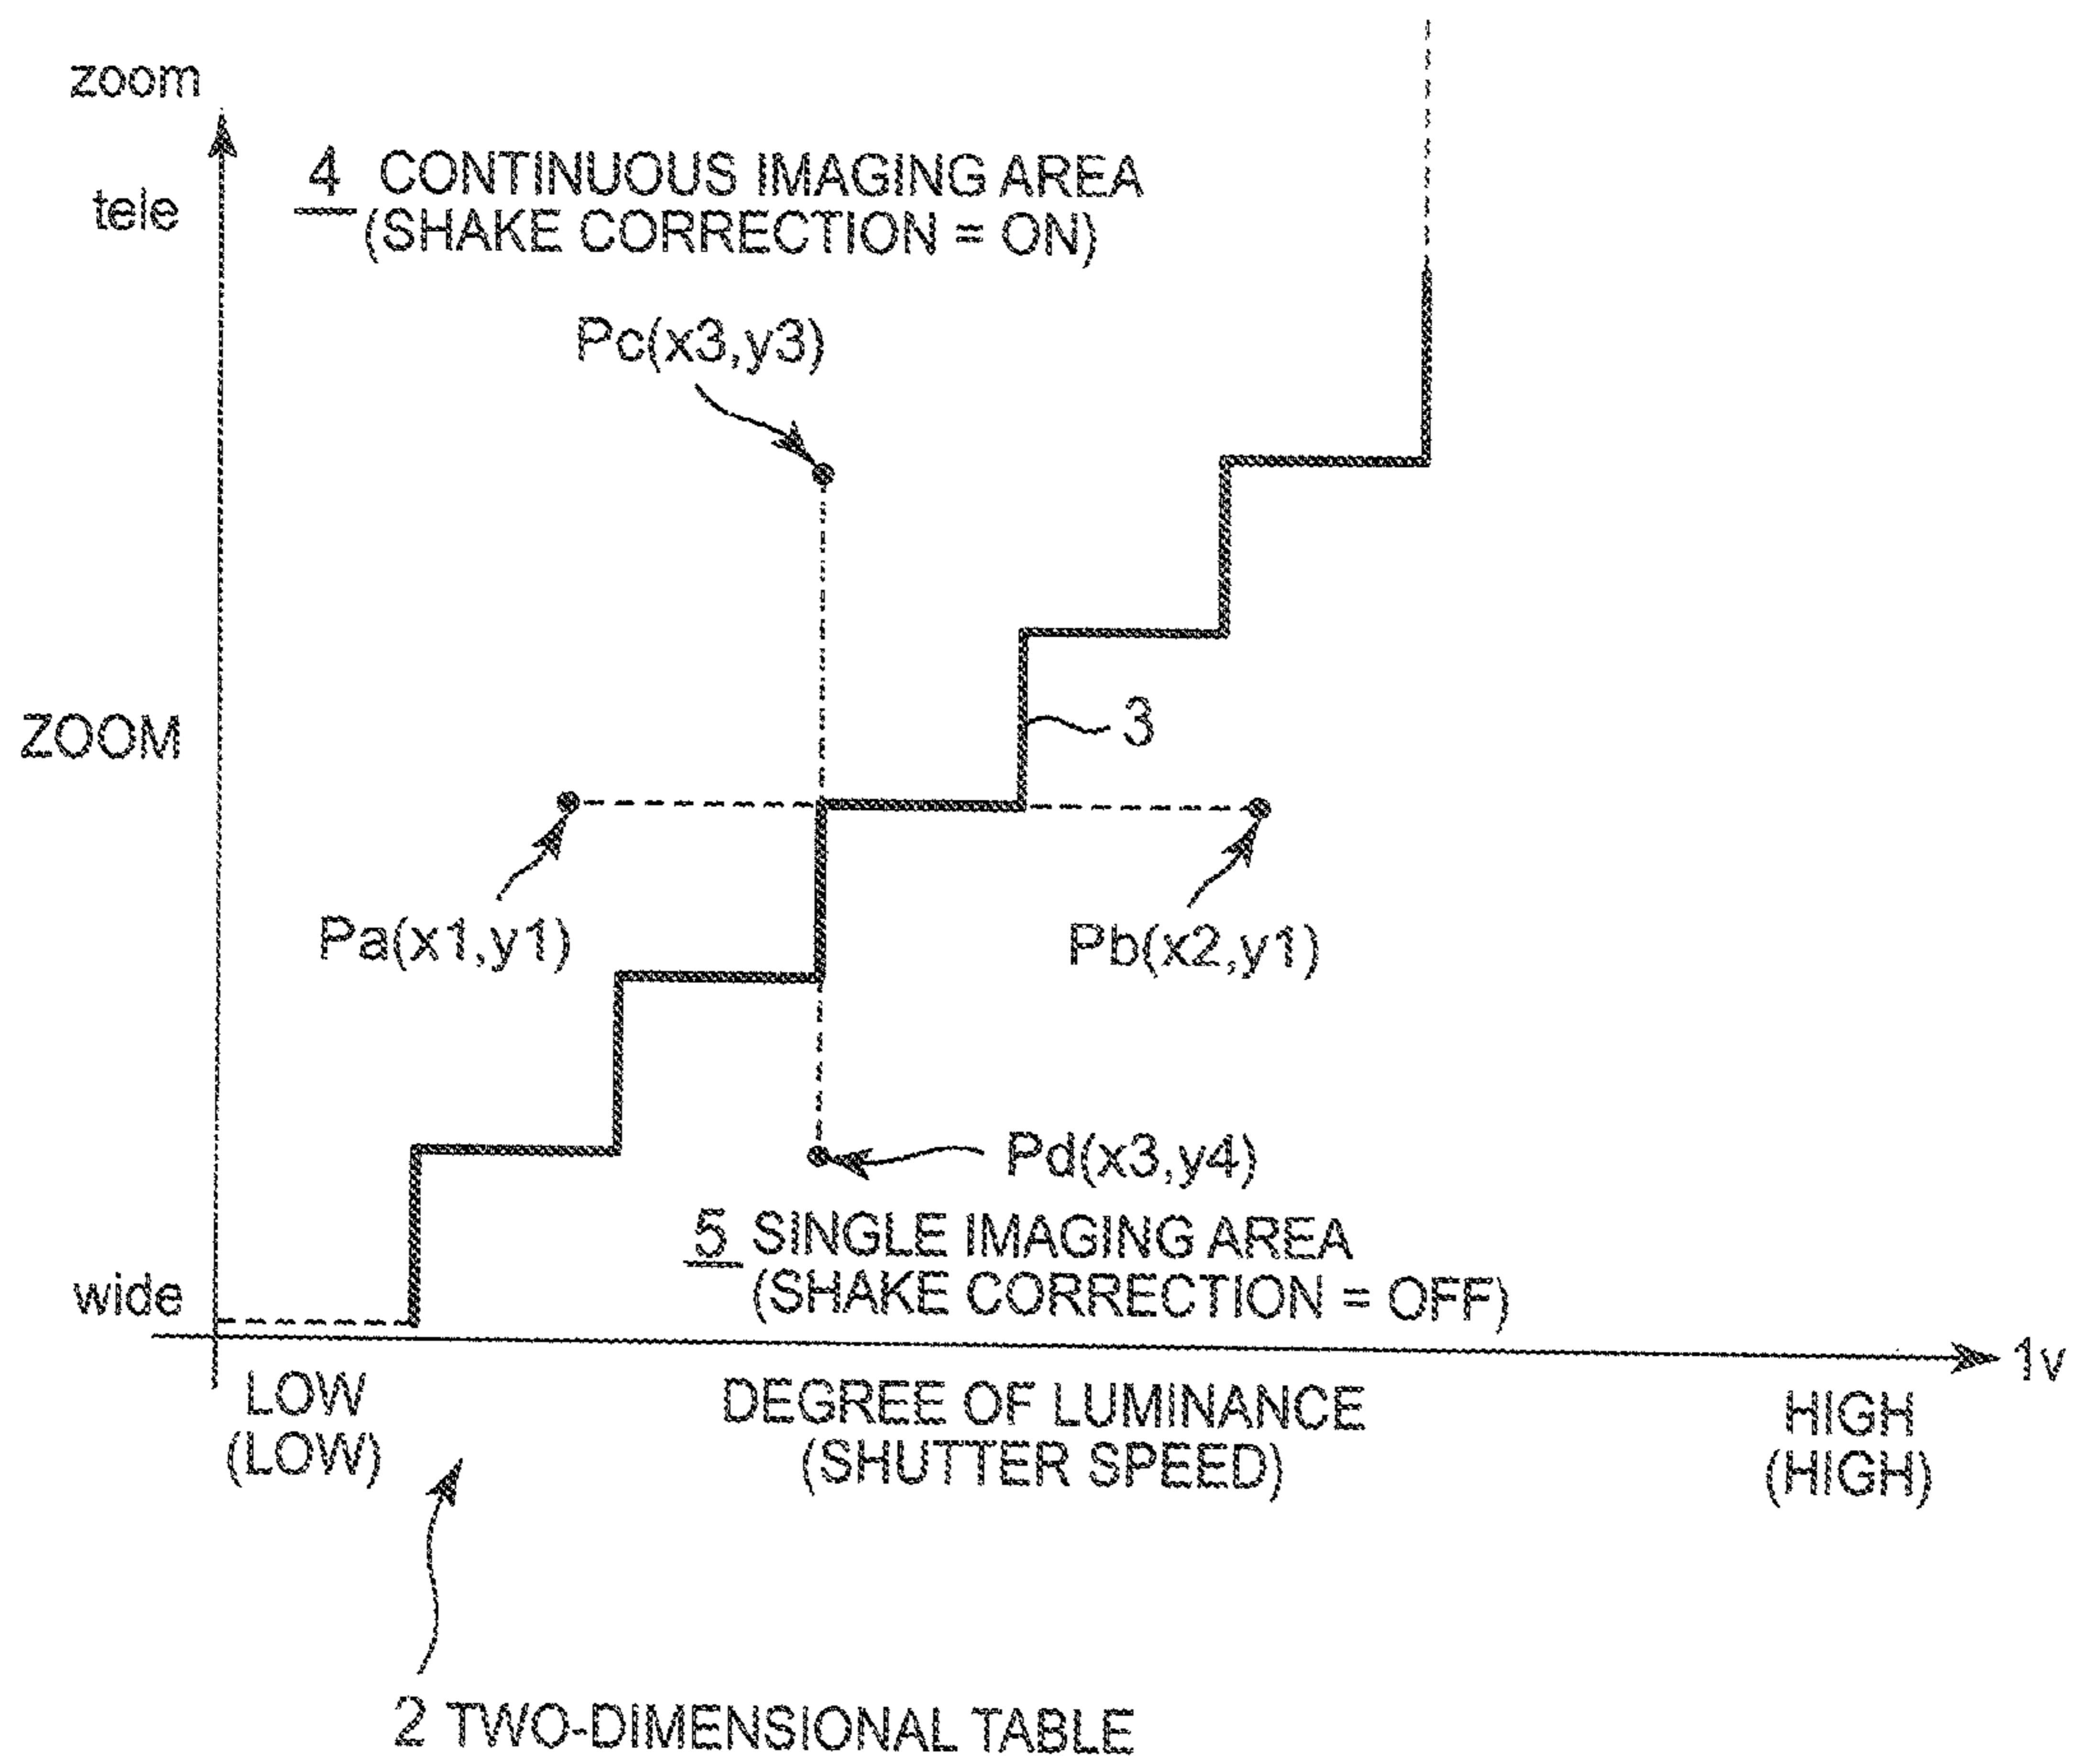 zoom
tele
4 CONTINUOUS IMAGING AREA
(SHAKE CORRECTION = ON)
Pc(x3,y3)
ZOOM
3
Pa(x1,y1)
Pb(x2,y1)
Pd(x3,y4)
5 SINGLE IMAGING AREA
(SHAKE CORRECTION = OFF)
wide
1v
LOW
(LOW)
DEGREE OF LUMINANCE
(SHUTTER SPEED)
HIGH
(HIGH)
2 TWO-DIMENSIONAL TABLE